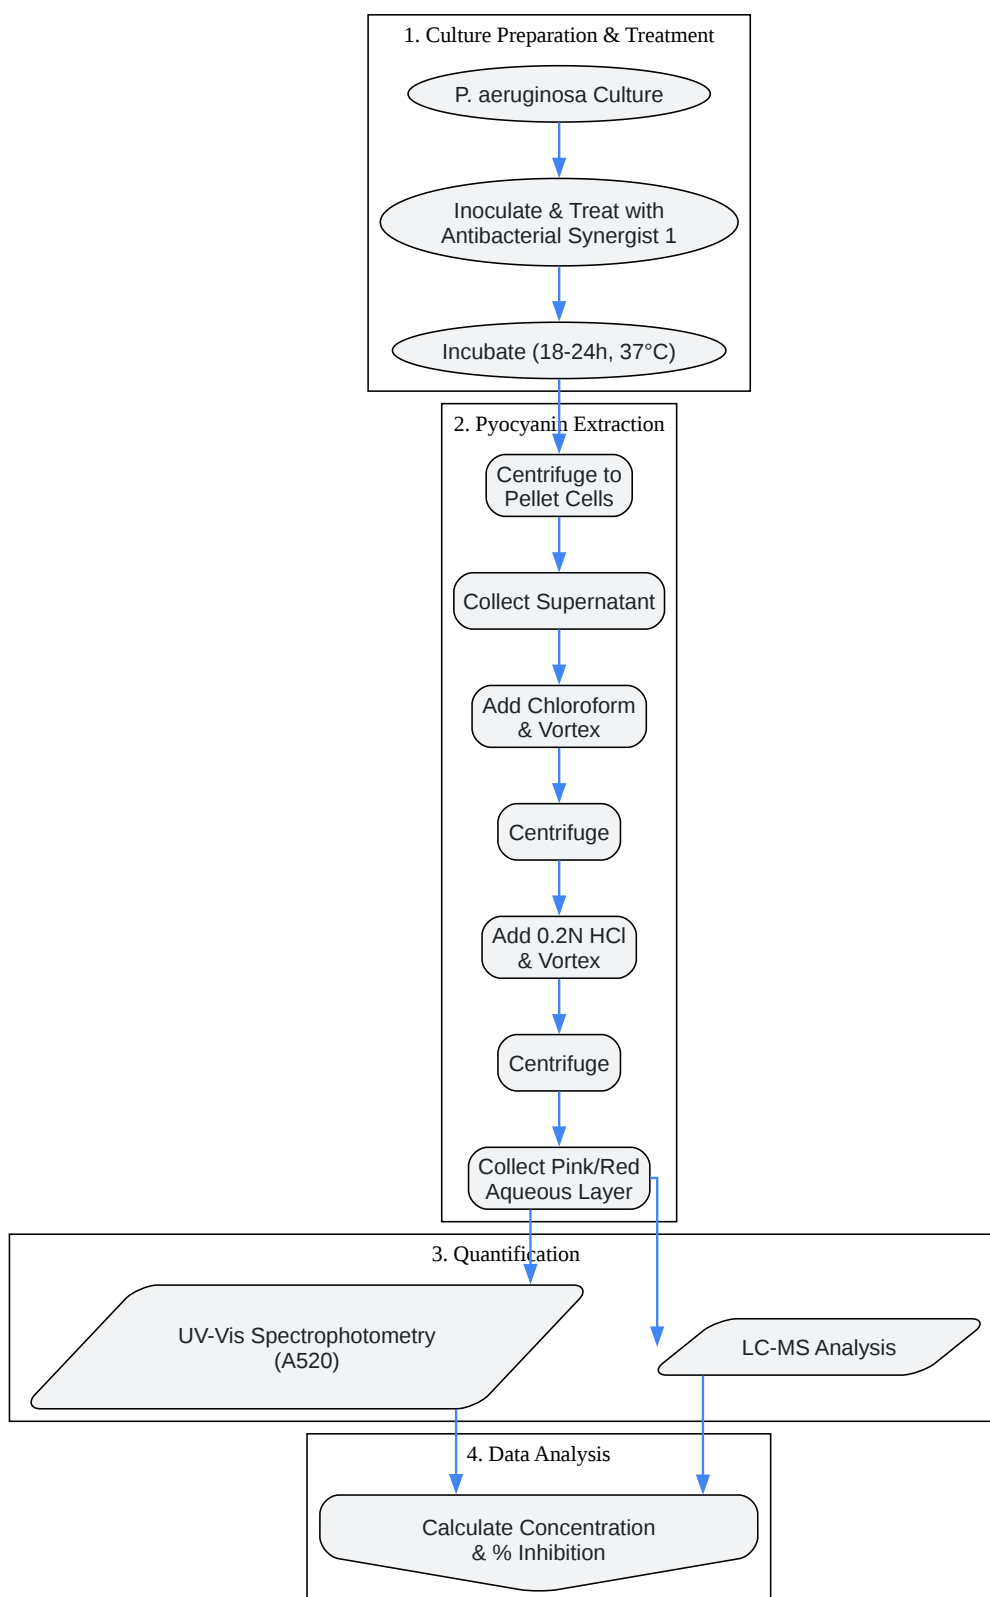 1. Culture Preparation & Treatment
P. aeruginosa Culture
Inoculate & Treat with
Antibacterial Synergist 1
Incubate (18-24h, 37°C)
2. Pyocyanin Extraction
Centrifuge to
Pellet Cells
Collect Supernatant
Add Chloroform
& Vortex
Centrifuge
Add 0.2N HCl
& Vortex
Centrifuge
Collect Pink/Red
Aqueous Layer
3. Quantification
UV-Vis Spectrophotometry
(A520)
LC-MS Analysis
4. Data Analysis
Calculate Concentration
& % Inhibition